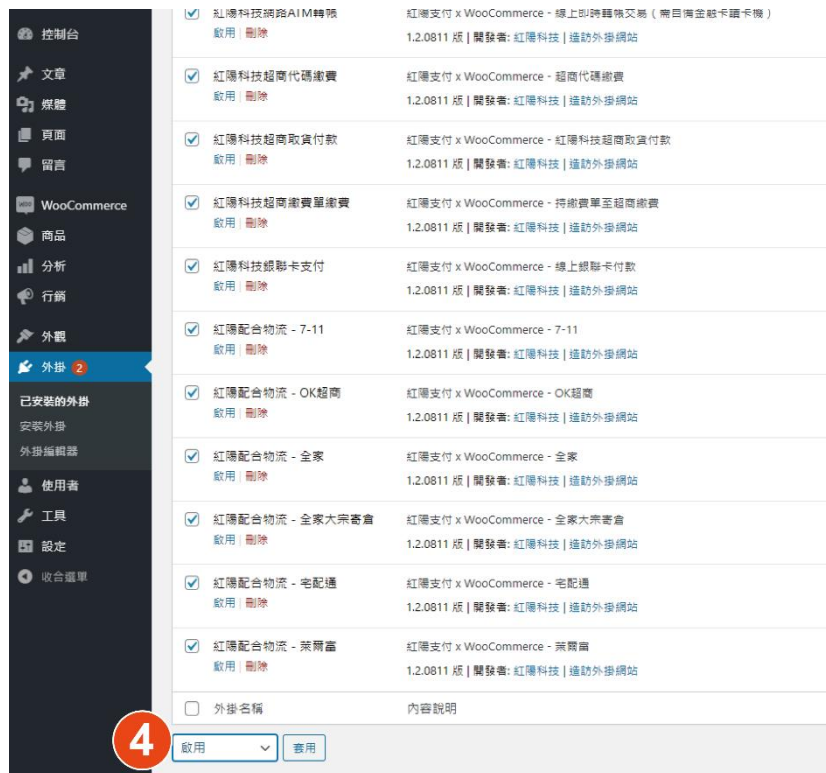 紅陽科技網路ATM轉帳
紅陽支付 x WooCommerce - 線上即時轉帳交易 ( 需自備金融卡讀卡機 )
啟用 | 刪除
1.2.0811 版 | 開發者: 紅陽科技 | 造訪外掛網站
控制台
文章
媒體
頁面
留言
WooCommerce
商品
分析
行銷
外觀
外掛 2
已安裝的外掛
安裝外掛
外掛編輯器
使用者
工具
設定
收合選單
紅陽科技超商代碼繳費
紅陽支付 x WooCommerce - 超商代碼繳費
啟用 | 刪除
1.2.0811 版 | 開發者: 紅陽科技 | 造訪外掛網站
紅陽科技超商取貨付款
紅陽支付 x WooCommerce - 紅陽科技超商取貨付款
啟用 | 刪除
1.2.0811 版 | 開發者: 紅陽科技 | 造訪外掛網站
紅陽科技超商繳費單繳費
紅陽支付 x WooCommerce - 持繳費單至超商繳費
啟用 | 刪除
1.2.0811 版 | 開發者: 紅陽科技 | 造訪外掛網站
紅陽科技銀聯卡支付
紅陽支付 x WooCommerce - 線上銀聯卡付款
啟用 | 刪除
1.2.0811 版 | 開發者: 紅陽科技 | 造訪外掛網站
紅陽配合物流 - 7-11
紅陽支付 x WooCommerce - 7-11
啟用 | 刪除
1.2.0811 版 | 開發者: 紅陽科技 | 造訪外掛網站
紅陽配合物流 - OK超商
紅陽支付 x WooCommerce - OK超商
啟用 | 刪除
1.2.0811 版 | 開發者: 紅陽科技 | 造訪外掛網站
紅陽配合物流 - 全家
紅陽支付 x WooCommerce - 全家
啟用 | 刪除
1.2.0811 版 | 開發者: 紅陽科技 | 造訪外掛網站
紅陽配合物流 - 全家大宗寄倉
紅陽支付 x WooCommerce - 全家大宗寄倉
啟用 | 刪除
1.2.0811 版 | 開發者: 紅陽科技 | 造訪外掛網站
紅陽配合物流 - 宅配通
紅陽支付 x WooCommerce - 宅配通
啟用 | 刪除
1.2.0811 版 | 開發者: 紅陽科技 | 造訪外掛網站
紅陽配合物流 - 萊爾富
紅陽支付 x WooCommerce - 萊爾富
啟用 | 刪除
1.2.0811 版 | 開發者: 紅陽科技 | 造訪外掛網站
外掛名稱
內容說明
4
啟用
套用